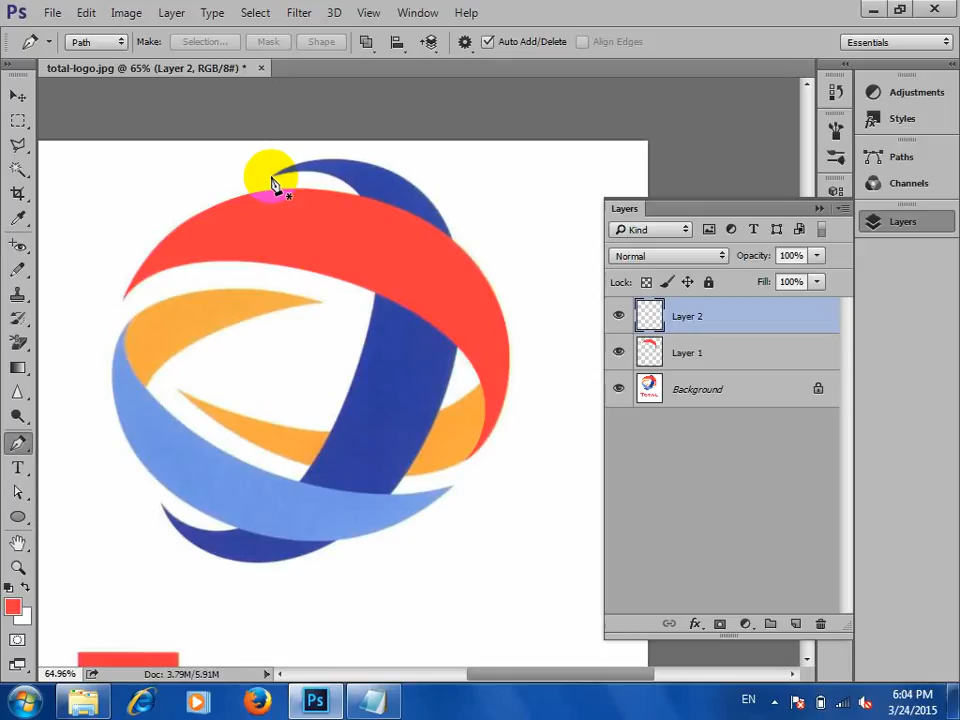 Ps File Edit Image Layer Type Select Filter 3D View Window Help
Path Make: Selection... Mask Shape Auto Add/Delete Align Edges Essentials
total-logo.jpg @ 65% (Layer 2, RGB/8#) *
Adjustments
Styles
Paths
Channels
Layers
Layers
Kind
Normal Opacity: 100%
Lock: Fill: 100%
Layer 2
Layer 1
TOTAL Background
64.96% Doc: 3.79M/5.91M
Ps EN 6:04 PM
3/24/2015